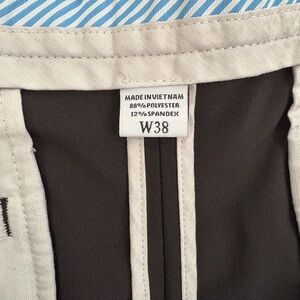 MADE IN VIETNAM
88% POLYESTER
12% SPANDEX
W38